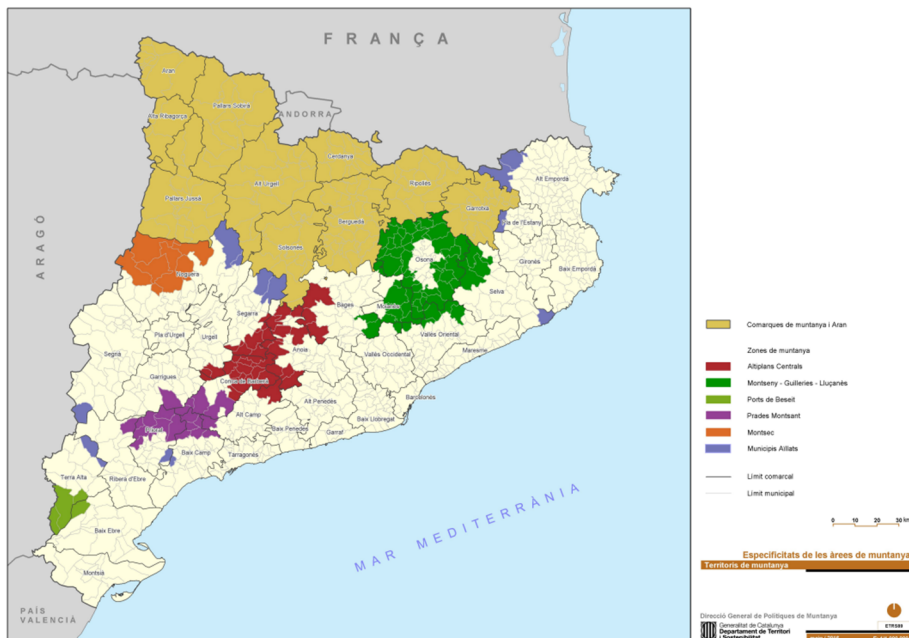 FRANÇA
Aran
Pallars Sobirà
Alta Ribagorça
ANDORRA
Cerdanya
Alt Empordà
Ripollès
Alt Urgell
Pallars Jussà
Garrotxa
Berguedà
Pla de l'Estany
ARAGÓ
Solsonès
Osona
Gironès
Noguera
Baix Empordà
Selva
Bages
Moianès
Segarra
Vallès Oriental
Pla d'Urgell
Urgell
Anoia
Maresme
Segrià
Vallès Occidental
Garrigues
Conca de Barberà
Barcelonès
Alt Penedès
Alt Camp
Baix Llobregat
Priorat
Baix Penedès
Garraf
Baix Camp
Tarragonès
Terra Alta
Ribera d'Ebre
Baix Ebre
MAR MEDITERRÀNIA
Montsià
PAÍS
VALENCIÀ
Comarques de muntanya i Aran
Zones de muntanya
Altiplans Centrals
Montseny - Guilleries - Lluçanès
Ports de Beseit
Prades Montsant
Montsec
Municipis Aïllats
Límit comarcal
Límit municipal
0 10 20 30 km
Especificitats de les àrees de muntanya
Territoris de muntanya
Direcció General de Polítiques de Muntanya
Generalitat de Catalunya
Departament de Territori
i Sostenibilitat
ETRS89